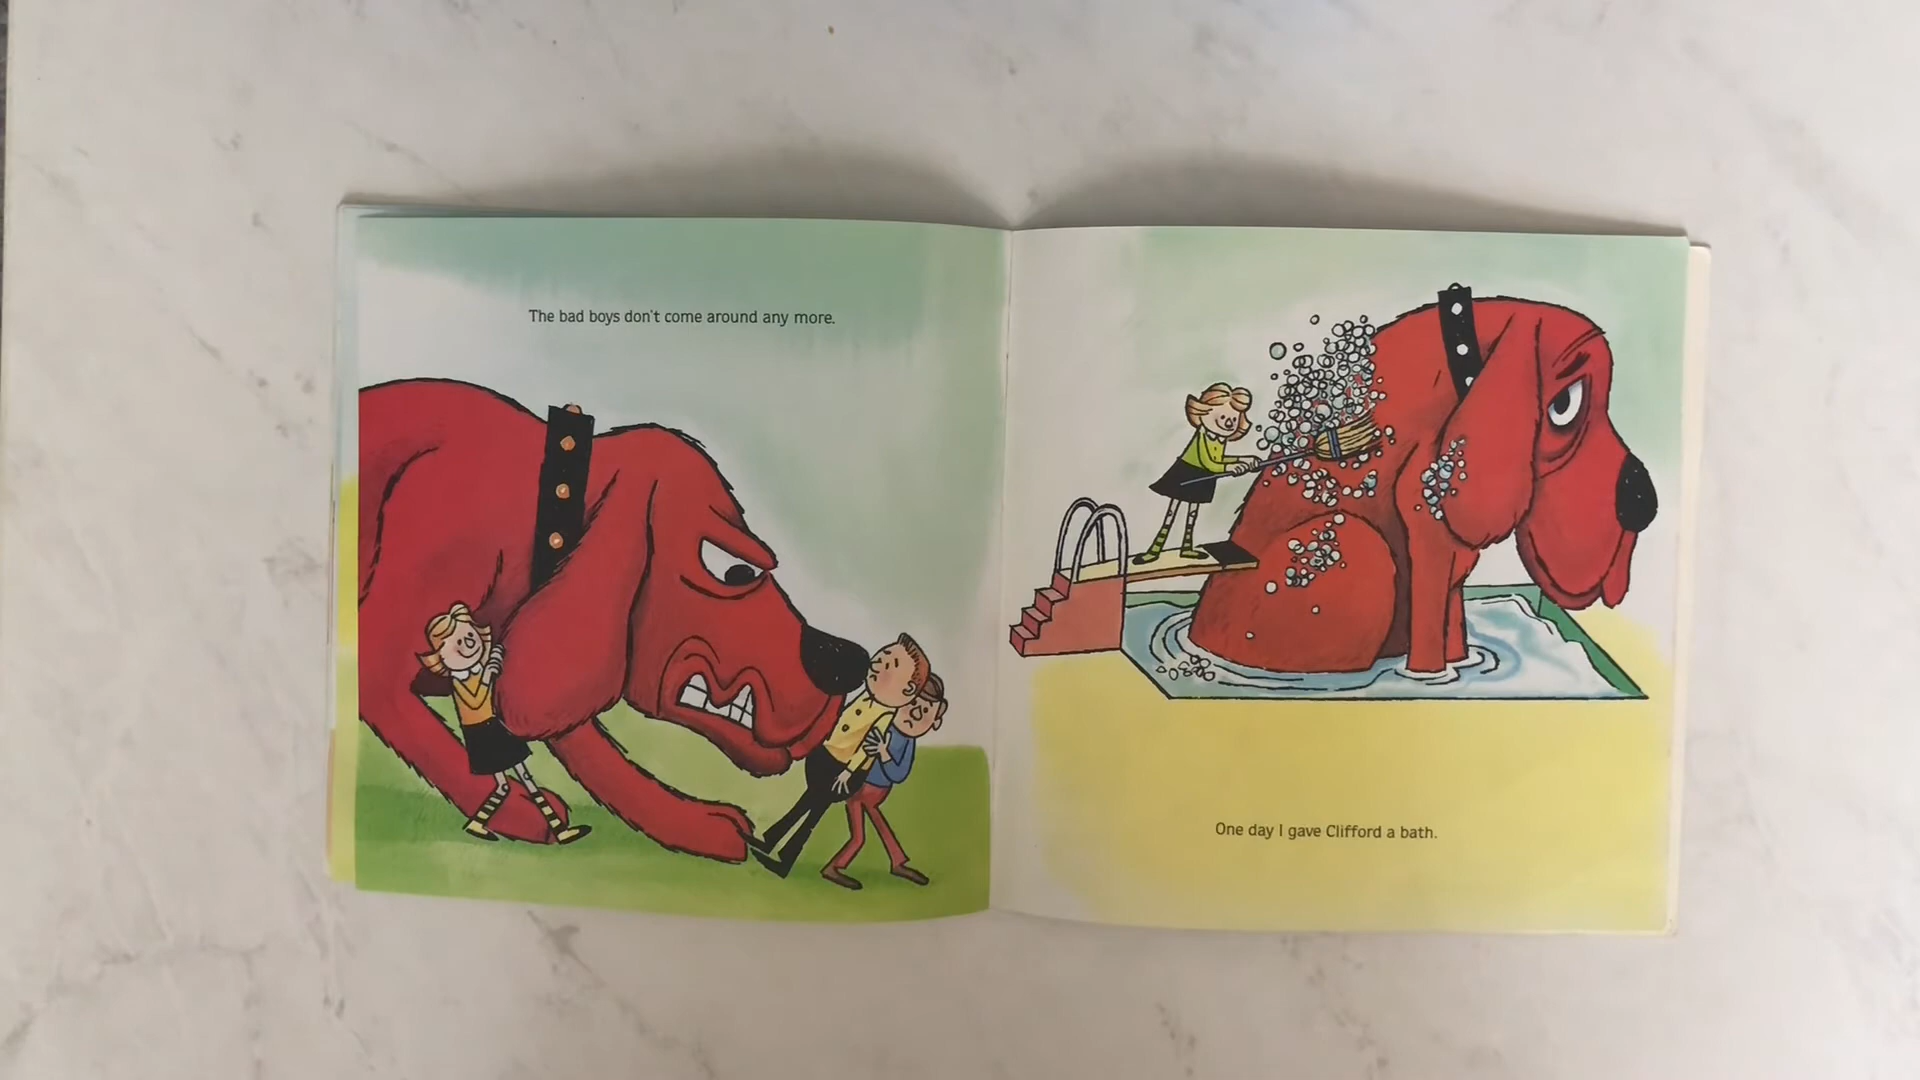 The bad boys don't come around any more.
One day I gave Clifford a bath.